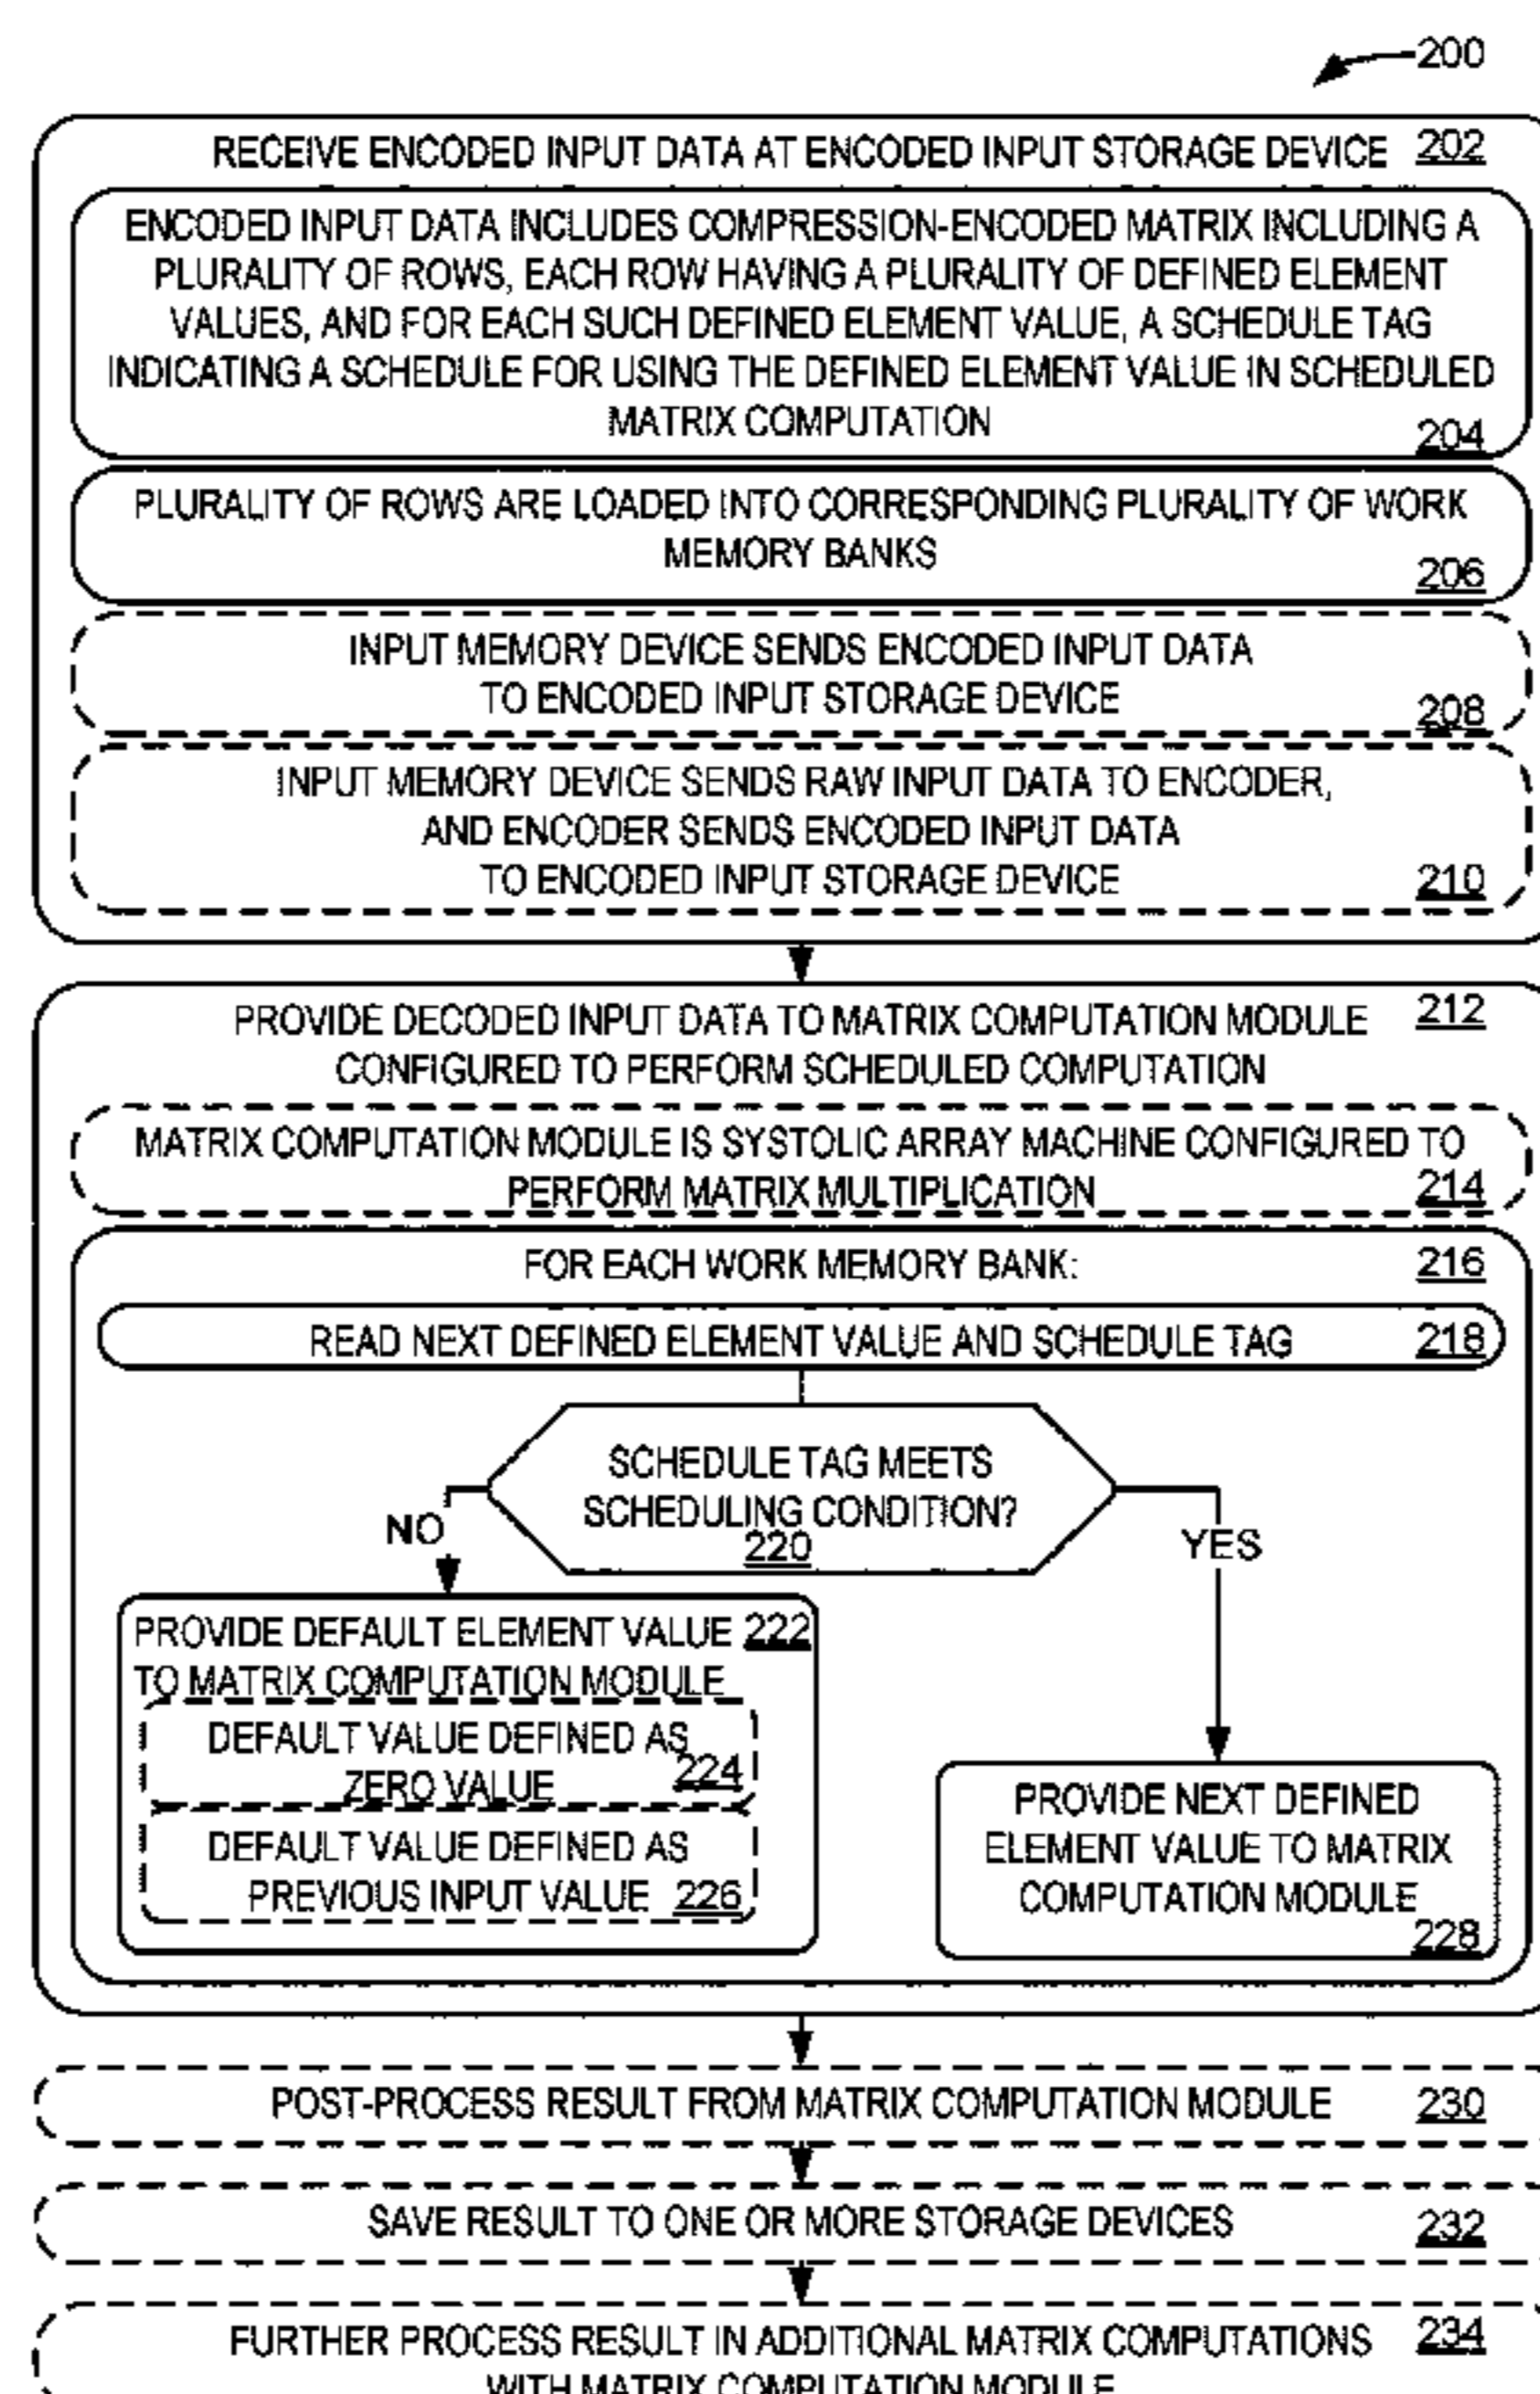 200
RECEIVE ENCODED INPUT DATA AT ENCODED INPUT STORAGE DEVICE 202
ENCODED INPUT DATA INCLUDES COMPRESSION-ENCODED MATRIX INCLUDING A
PLURALITY OF ROWS, EACH ROW HAVING A PLURALITY OF DEFINED ELEMENT
VALUES, AND FOR EACH SUCH DEFINED ELEMENT VALUE, A SCHEDULE TAG
INDICATING A SCHEDULE FOR USING THE DEFINED ELEMENT VALUE IN SCHEDULED
MATRIX COMPUTATION 204
PLURALITY OF ROWS ARE LOADED INTO CORRESPONDING PLURALITY OF WORK
MEMORY BANKS 206
INPUT MEMORY DEVICE SENDS ENCODED INPUT DATA
TO ENCODED INPUT STORAGE DEVICE 208
INPUT MEMORY DEVICE SENDS RAW INPUT DATA TO ENCODER,
AND ENCODER SENDS ENCODED INPUT DATA
TO ENCODED INPUT STORAGE DEVICE 210
PROVIDE DECODED INPUT DATA TO MATRIX COMPUTATION MODULE 212
CONFIGURED TO PERFORM SCHEDULED COMPUTATION
MATRIX COMPUTATION MODULE IS SYSTOLIC ARRAY MACHINE CONFIGURED TO
PERFORM MATRIX MULTIPLICATION 214
FOR EACH WORK MEMORY BANK: 216
READ NEXT DEFINED ELEMENT VALUE AND SCHEDULE TAG 218
SCHEDULE TAG MEETS
SCHEDULING CONDITION?
220
NO
YES
PROVIDE DEFAULT ELEMENT VALUE 222
TO MATRIX COMPUTATION MODULE
DEFAULT VALUE DEFINED AS
ZERO VALUE 224
DEFAULT VALUE DEFINED AS
PREVIOUS INPUT VALUE 226
PROVIDE NEXT DEFINED
ELEMENT VALUE TO MATRIX
COMPUTATION MODULE
228
POST-PROCESS RESULT FROM MATRIX COMPUTATION MODULE 230
SAVE RESULT TO ONE OR MORE STORAGE DEVICES 232
FURTHER PROCESS RESULT IN ADDITIONAL MATRIX COMPUTATIONS 234
WITH MATRIX COMPUTATION MODULE